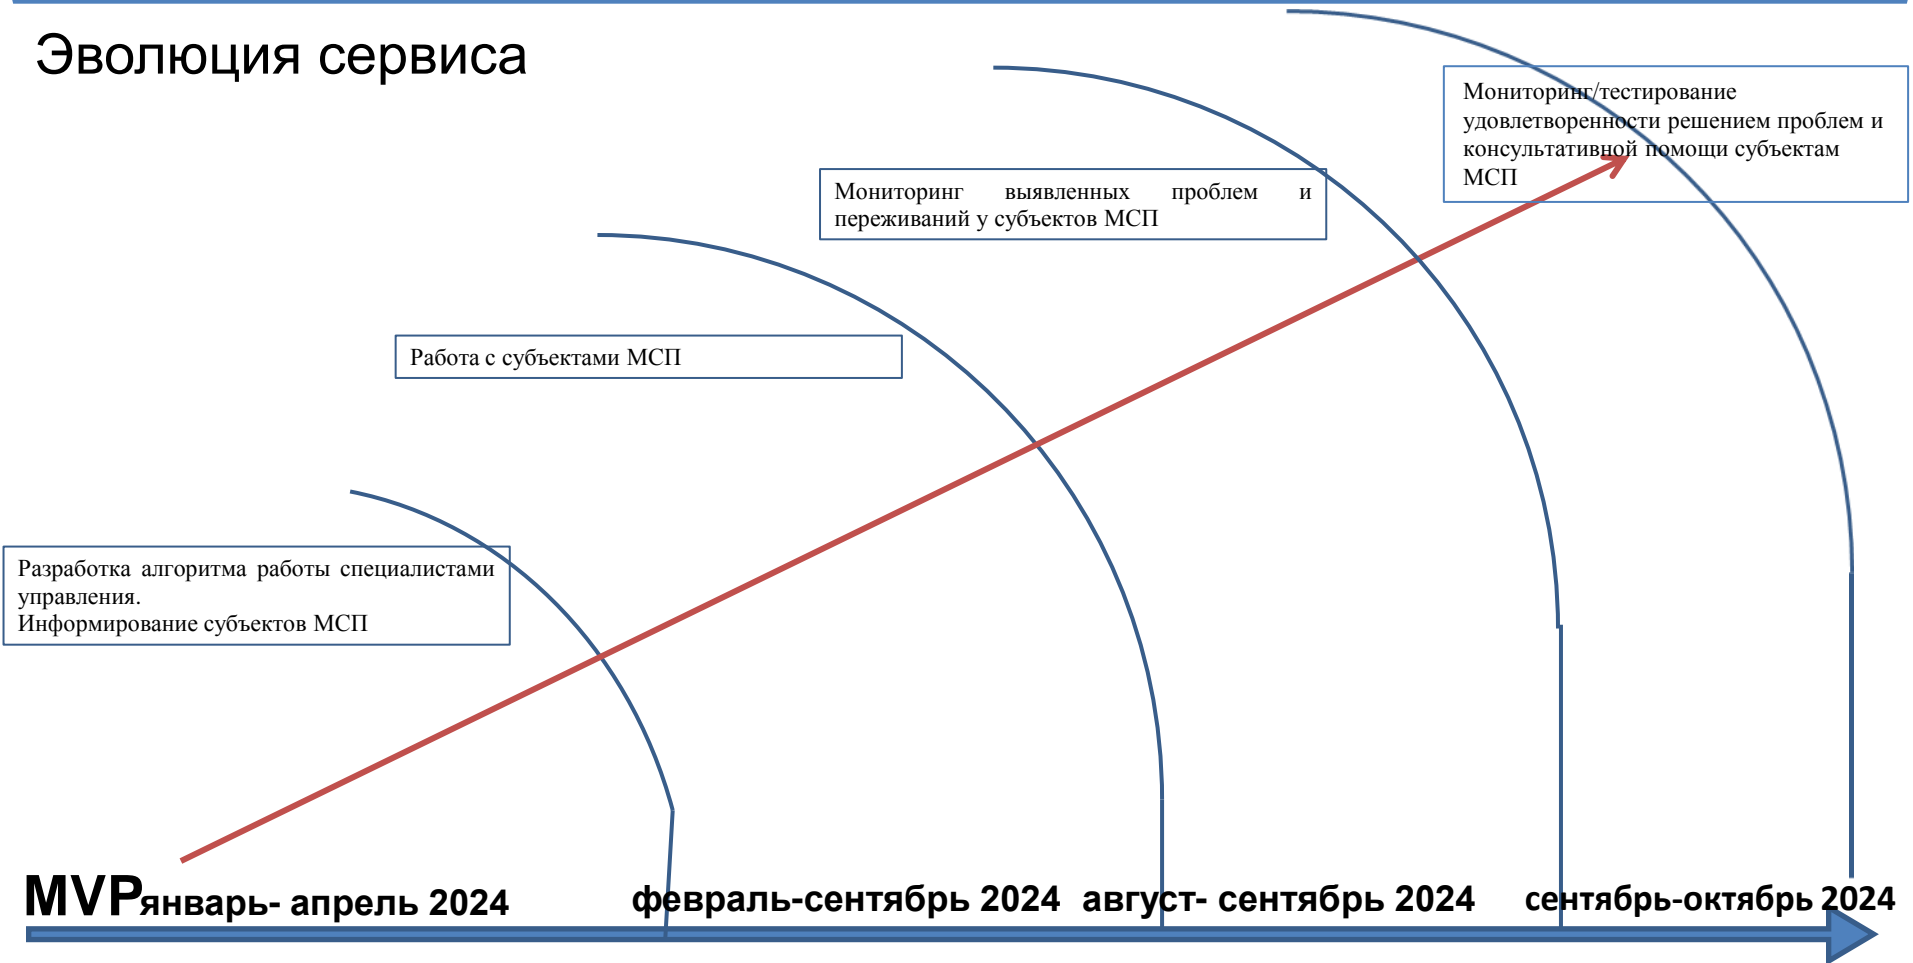 Эволюция сервиса
Мониторинг/тестирование
удовлетворенности решением проблем и
консультативной помощи субъектам
МСП
Мониторинг выявленных проблем и
переживаний у субъектов МСП
Работа с субъектами МСП
Разработка алгоритма работы специалистами
управления.
Информирование субъектов МСП
MVP январь- апрель 2024
февраль-сентябрь 2024
август- сентябрь 2024
сентябрь-октябрь 2024